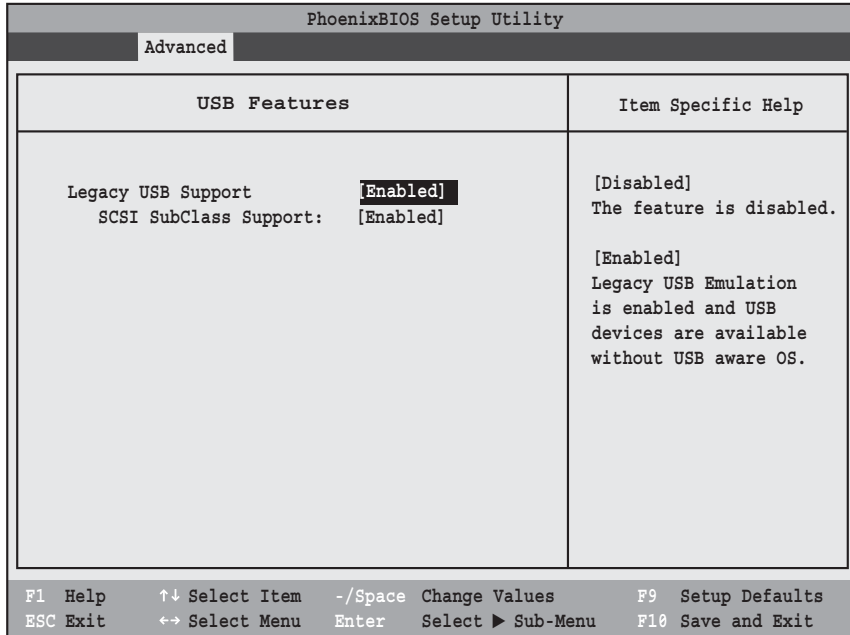 PhoenixBIOS Setup Utility
Advanced
USB Features
Item Specific Help
Legacy USB Support [Enabled]
SCSI SubClass Support: [Enabled]
[Disabled]
The feature is disabled.
[Enabled]
Legacy USB Emulation
is enabled and USB
devices are available
without USB aware OS.
F1 Help ↑↓ Select Item -/Space Change Values F9 Setup Defaults
ESC Exit ←→ Select Menu Enter Select ▶ Sub-Menu F10 Save and Exit